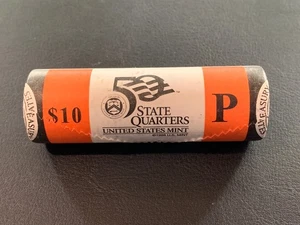 $10
50
STATE
QUARTERS
UNITED STATES MINT
P